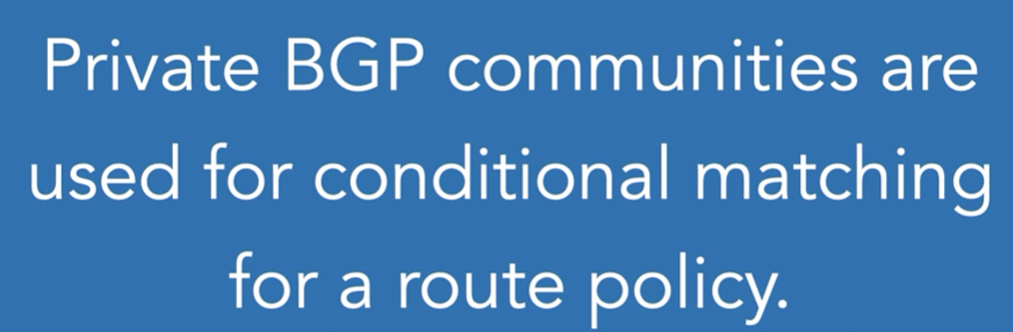 Private BGP communities are
used for conditional matching
for a route policy.